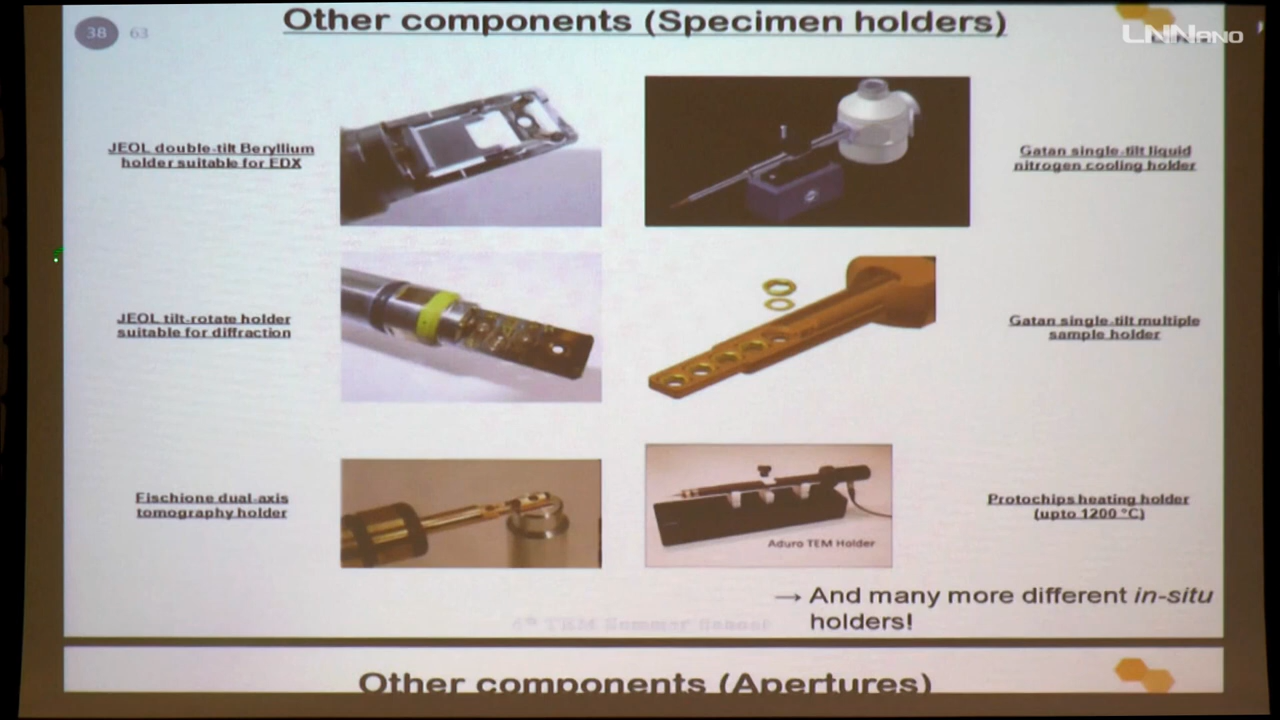 Other components (Specimen holders)
38 63
LNNANO
JEOL double-tilt Beryllium
holder suitable for EDX
Gatan single-tilt liquid
nitrogen cooling holder
JEOL tilt-rotate holder
suitable for diffraction
Gatan single-tilt multiple
sample holder
Fischione dual-axis
tomography holder
Aduro TEM Holder
Protochips heating holder
(upto 1200 °C)
→ And many more different in-situ
holders!
4th TEM Summer School
Other components (Apertures)